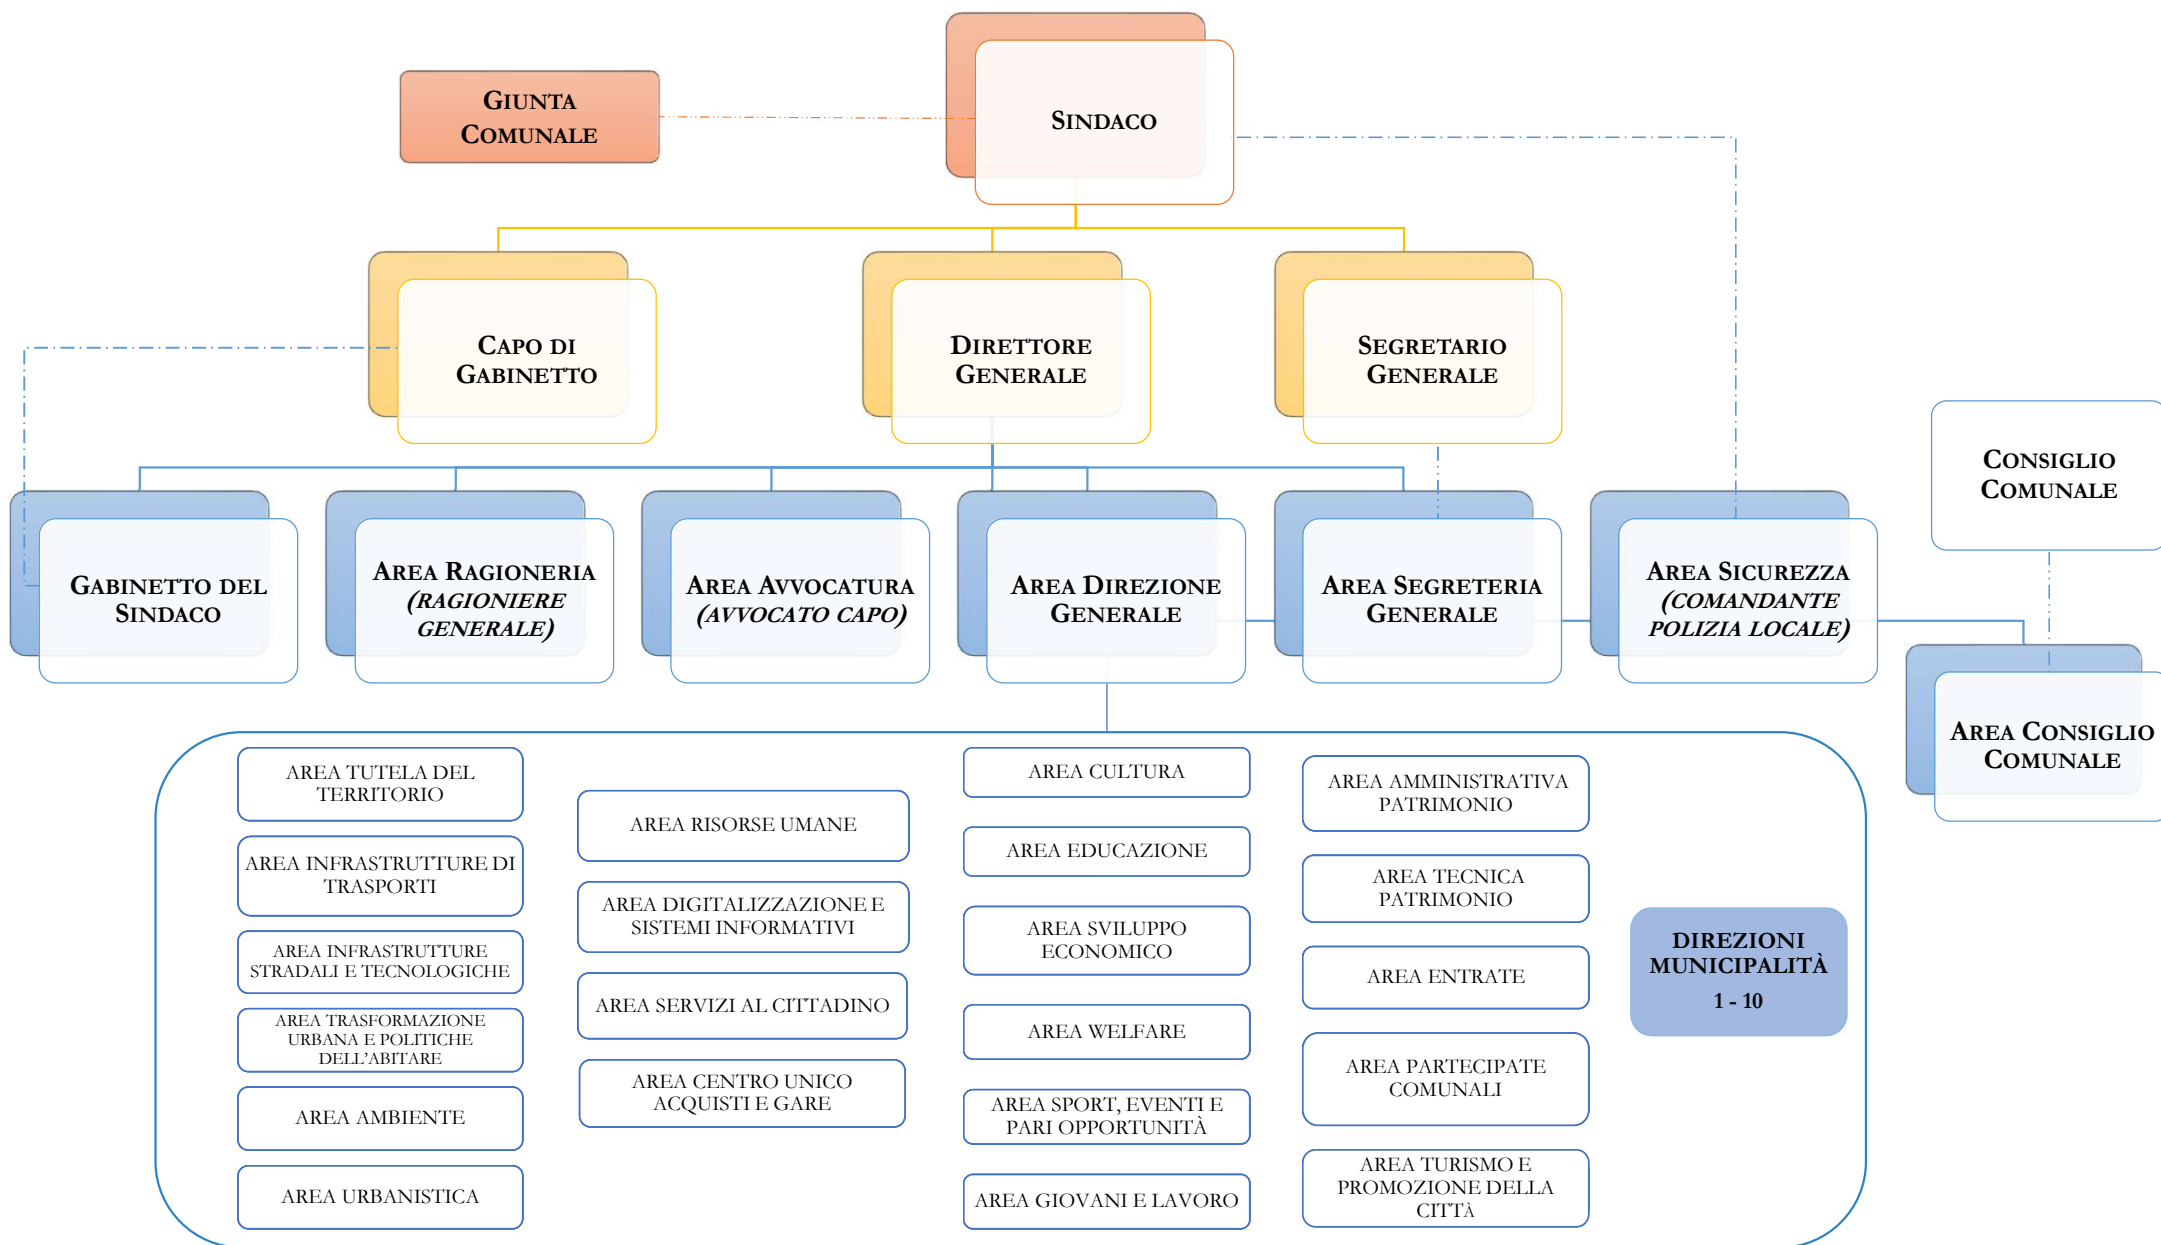 GIUNTA
COMUNALE
SINDACO
CAPO DI
GABINETTO
DIRETTORE
GENERALE
SEGRETARIO
GENERALE
CONSIGLIO
COMUNALE
GABINETTO DEL
SINDACO
AREA RAGIONERIA
(RAGIONIERE
GENERALE)
AREA AVVOCATURA
(AVVOCATO CAPO)
AREA DIREZIONE
GENERALE
AREA SEGRETERIA
GENERALE
AREA SICUREZZA
(COMANDANTE
POLIZIA LOCALE)
AREA CONSIGLIO
COMUNALE
AREA TUTELA DEL
TERRITORIO
AREA INFRASTRUTTURE DI
TRASPORTI
AREA INFRASTRUTTURE
STRADALI E TECNOLOGICHE
AREA TRASFORMAZIONE
URBANA E POLITICHE
DELL'ABITARE
AREA AMBIENTE
AREA URBANISTICA
AREA RISORSE UMANE
AREA DIGITALIZZAZIONE E
SISTEMI INFORMATIVI
AREA SERVIZI AL CITTADINO
AREA CENTRO UNICO
ACQUISTI E GARE
AREA CULTURA
AREA EDUCAZIONE
AREA SVILUPPO
ECONOMICO
AREA WELFARE
AREA SPORT, EVENTI E
PARI OPPORTUNITÀ
AREA GIOVANI E LAVORO
AREA AMMINISTRATIVA
PATRIMONIO
AREA TECNICA
PATRIMONIO
AREA ENTRATE
AREA PARTECIPATE
COMUNALI
AREA TURISMO E
PROMOZIONE DELLA
CITTÀ
DIREZIONI
MUNICIPALITÀ
1 - 10